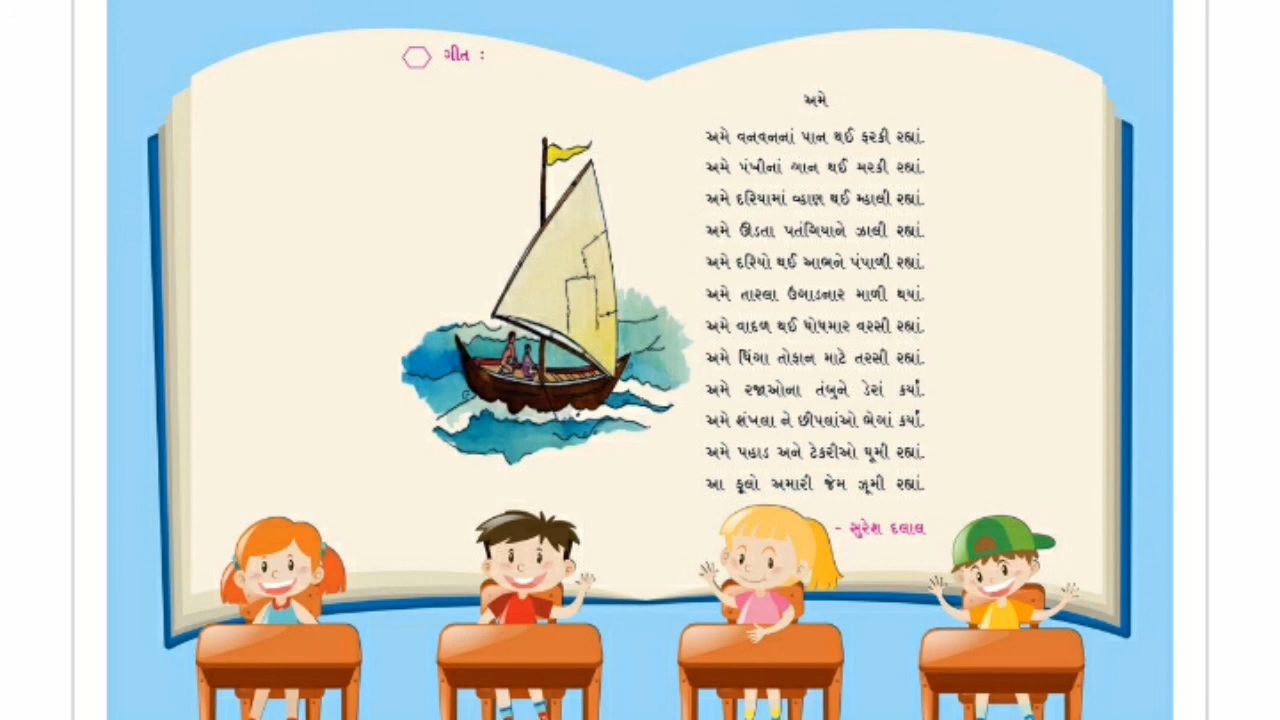 ગીત :
અમે
અમે વનવનનાં પાન થઈ ફરકી રહ્યાં.
અમે પંખીનાં ગાન થઈ મરકી રહ્યાં.
અમે દરિયામાં વ્હાણ થઈ મ્હાલી રહ્યાં.
અમે ઊડતા પતંગિયાને ઝાલી રહ્યાં.
અમે દરિયો થઈ આભને પંપાળી રહ્યાં.
અમે તારલા ઉગાડનાર માળી થયાં.
અમે વાદળ થઈ ધોધમાર વરસી રહ્યાં.
અમે ધિંગા તોફાન માટે તરસી રહ્યાં.
અમે રજાઓના તંબુને ડેરાં કર્યાં.
અમે શંખલા ને છીપલાંઓ ભેગાં કર્યાં.
અમે પહાડ અને ટેકરીઓ ઘૂમી રહ્યાં.
આ ફૂલો અમારી જેમ ઝૂમી રહ્યાં.
- સુરેશ દલાલ